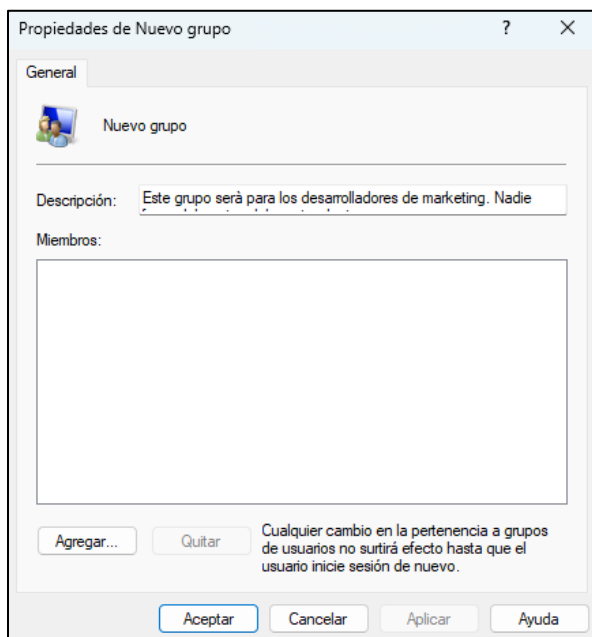 Propiedades de Nuevo grupo
?
General
Nuevo grupo
Descripción:
Este grupo serà para los desarrolladores de marketing. Nadie
Miembros:
Agregar...
Quitar
Cualquier cambio en la pertenencia a grupos
de usuarios no surtirá efecto hasta que el
usuario inicie sesión de nuevo.
Aceptar
Cancelar
Aplicar
Ayuda